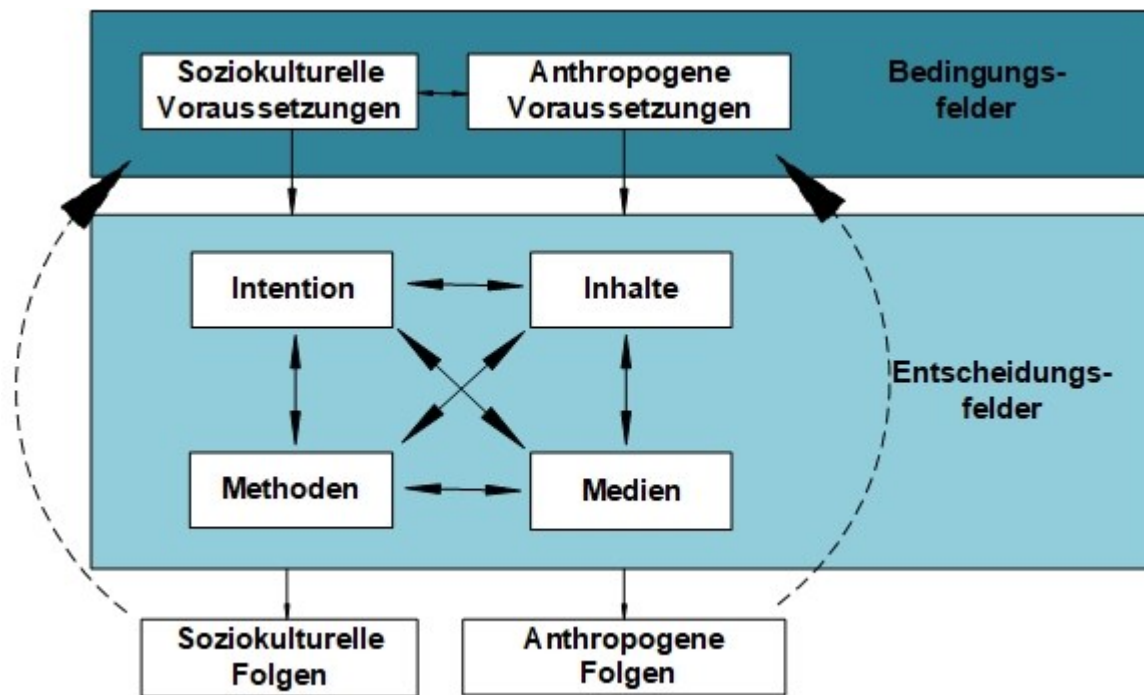 Soziokulturelle
Voraussetzungen
Anthropogene
Voraussetzungen
Bedingungs-
felder
Intention
Inhalte
Entscheidungs-
felder
Methoden
Medien
Soziokulturelle
Folgen
Anthropogene
Folgen